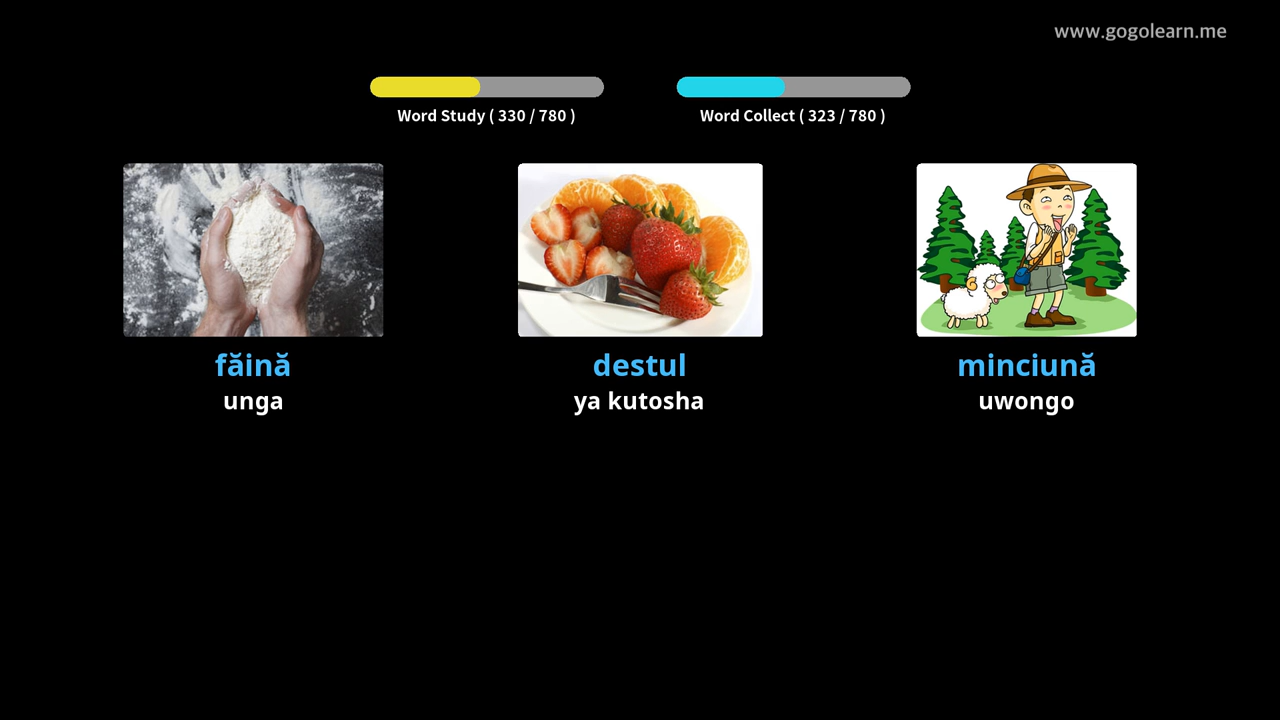 www.gogolearn.me
Word Study ( 330 / 780 )
Word Collect ( 323 / 780 )
făină
destul
minciună
unga
ya kutosha
uwongo